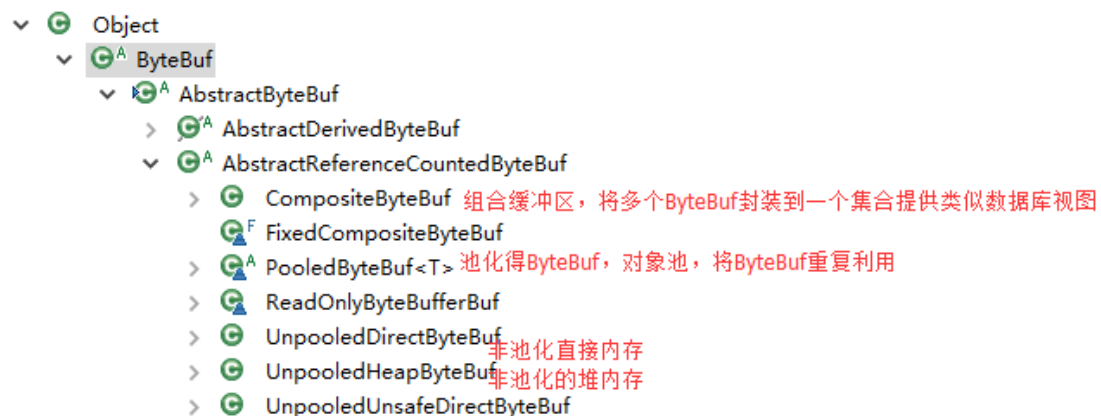 Object
A ByteBuf
A AbstractByteBuf
A AbstractDerivedByteBuf
A AbstractReferenceCountedByteBuf
CompositeByteBuf 组合缓冲区，将多个ByteBuf封装到一个集合提供类似数据库视图
F FixedCompositeByteBuf
A PooledByteBuf<T> 池化得ByteBuf，对象池，将ByteBuf重复利用
ReadOnlyByteBufferBuf
UnpooledDirectByteBuf
非池化直接内存
UnpooledHeapByteBuf
非池化的堆内存
UnpooledUnsafeDirectByteBuf